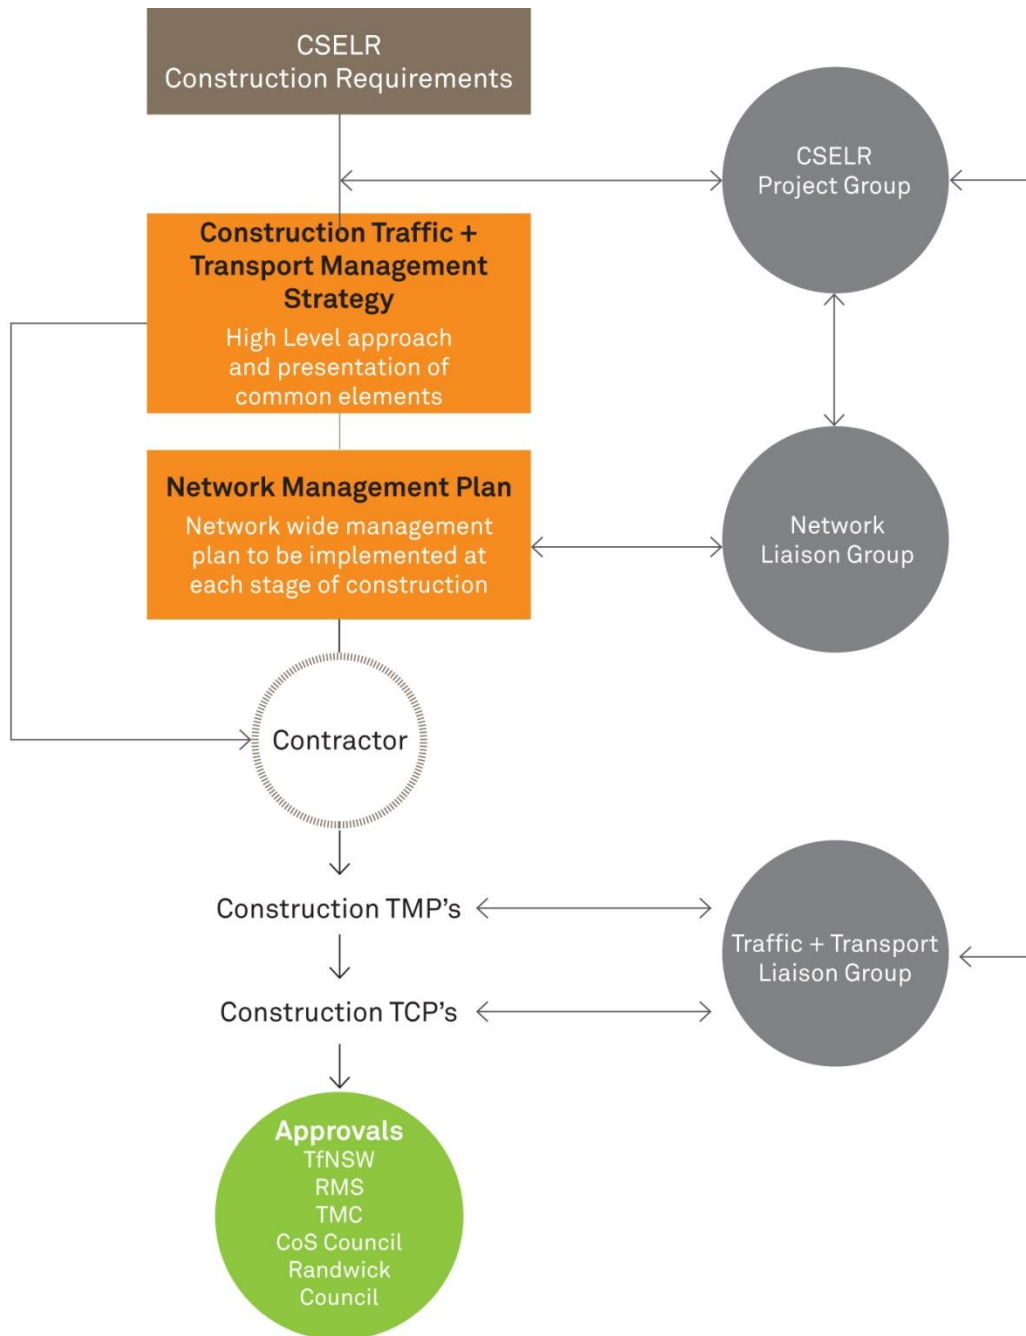 CSELR
Construction Requirements
CSELR
Project Group
Construction Traffic +
Transport Management
Strategy
High Level approach
and presentation of
common elements
Network Management Plan
Network wide management
plan to be implemented at
each stage of construction
Network
Liaison Group
Contractor
Construction TMP's
Traffic + Transport
Liaison Group
Construction TCP's
Approvals
TfNSW
RMS
TMC
CoS Council
Randwick
Council